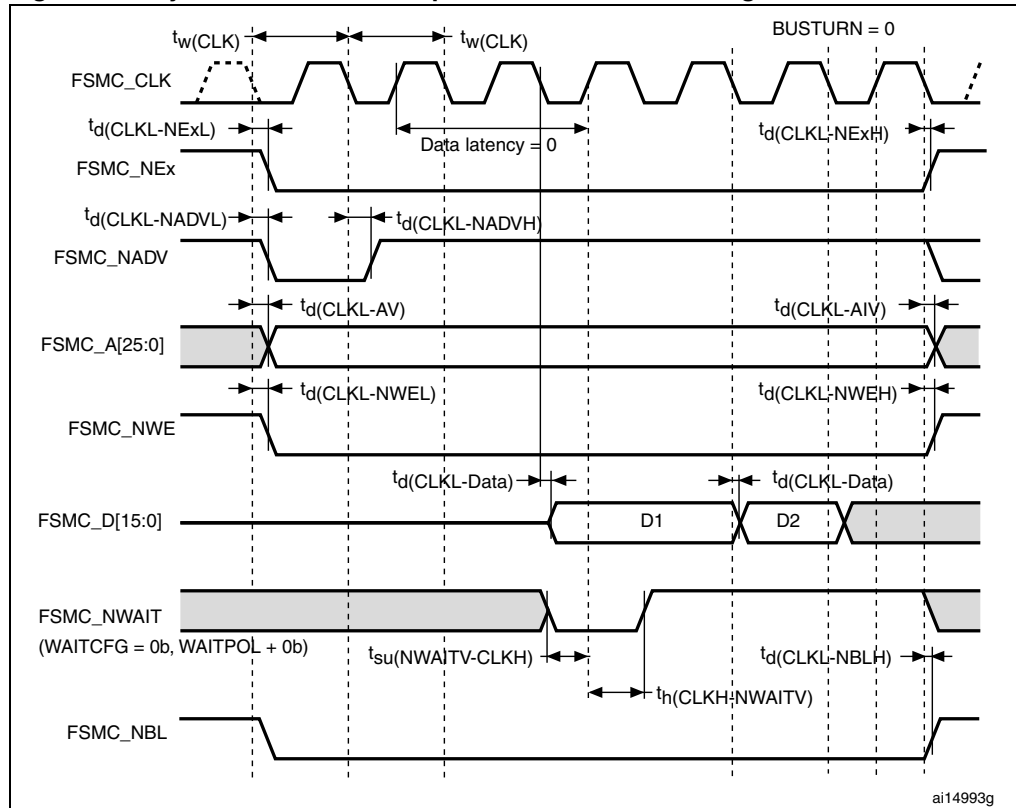 BUSTURN = 0
tw(CLK)
tw(CLK)
FSMC_CLK
td(CLKL-NExL)
Data latency = 0
td(CLKL-NExH)
FSMC_NEx
td(CLKL-NADVL)
td(CLKL-NADVH)
FSMC_NADV
td(CLKL-AV)
td(CLKL-AIV)
FSMC_A[25:0]
td(CLKL-NWEL)
td(CLKL-NWEH)
FSMC_NWE
td(CLKL-Data)
td(CLKL-Data)
FSMC_D[15:0]
D1
D2
FSMC_NWAIT
(WAITCFG = 0b, WAITPOL + 0b)
tsu(NWAITV-CLKH)
td(CLKL-NBLH)
th(CLKH-NWAITV)
FSMC_NBL
ai14993g